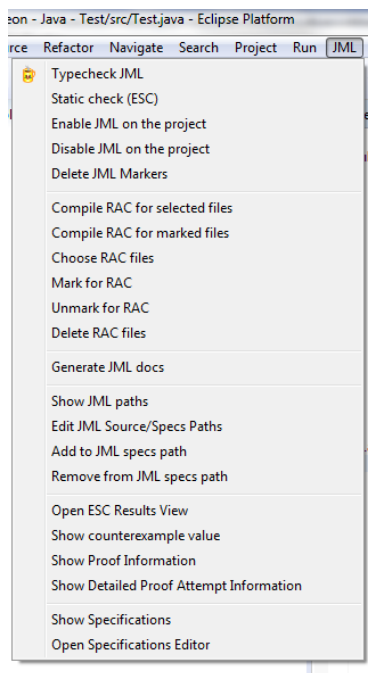 eon - Java - Test/src/Test.java - Eclipse Platform
rce Refactor Navigate Search Project Run JML
Typecheck JML
Static check (ESC)
Enable JML on the project
Disable JML on the project
Delete JML Markers
Compile RAC for selected files
Compile RAC for marked files
Choose RAC files
Mark for RAC
Unmark for RAC
Delete RAC files
Generate JML docs
Show JML paths
Edit JML Source/Specs Paths
Add to JML specs path
Remove from JML specs path
Open ESC Results View
Show counterexample value
Show Proof Information
Show Detailed Proof Attempt Information
Show Specifications
Open Specifications Editor